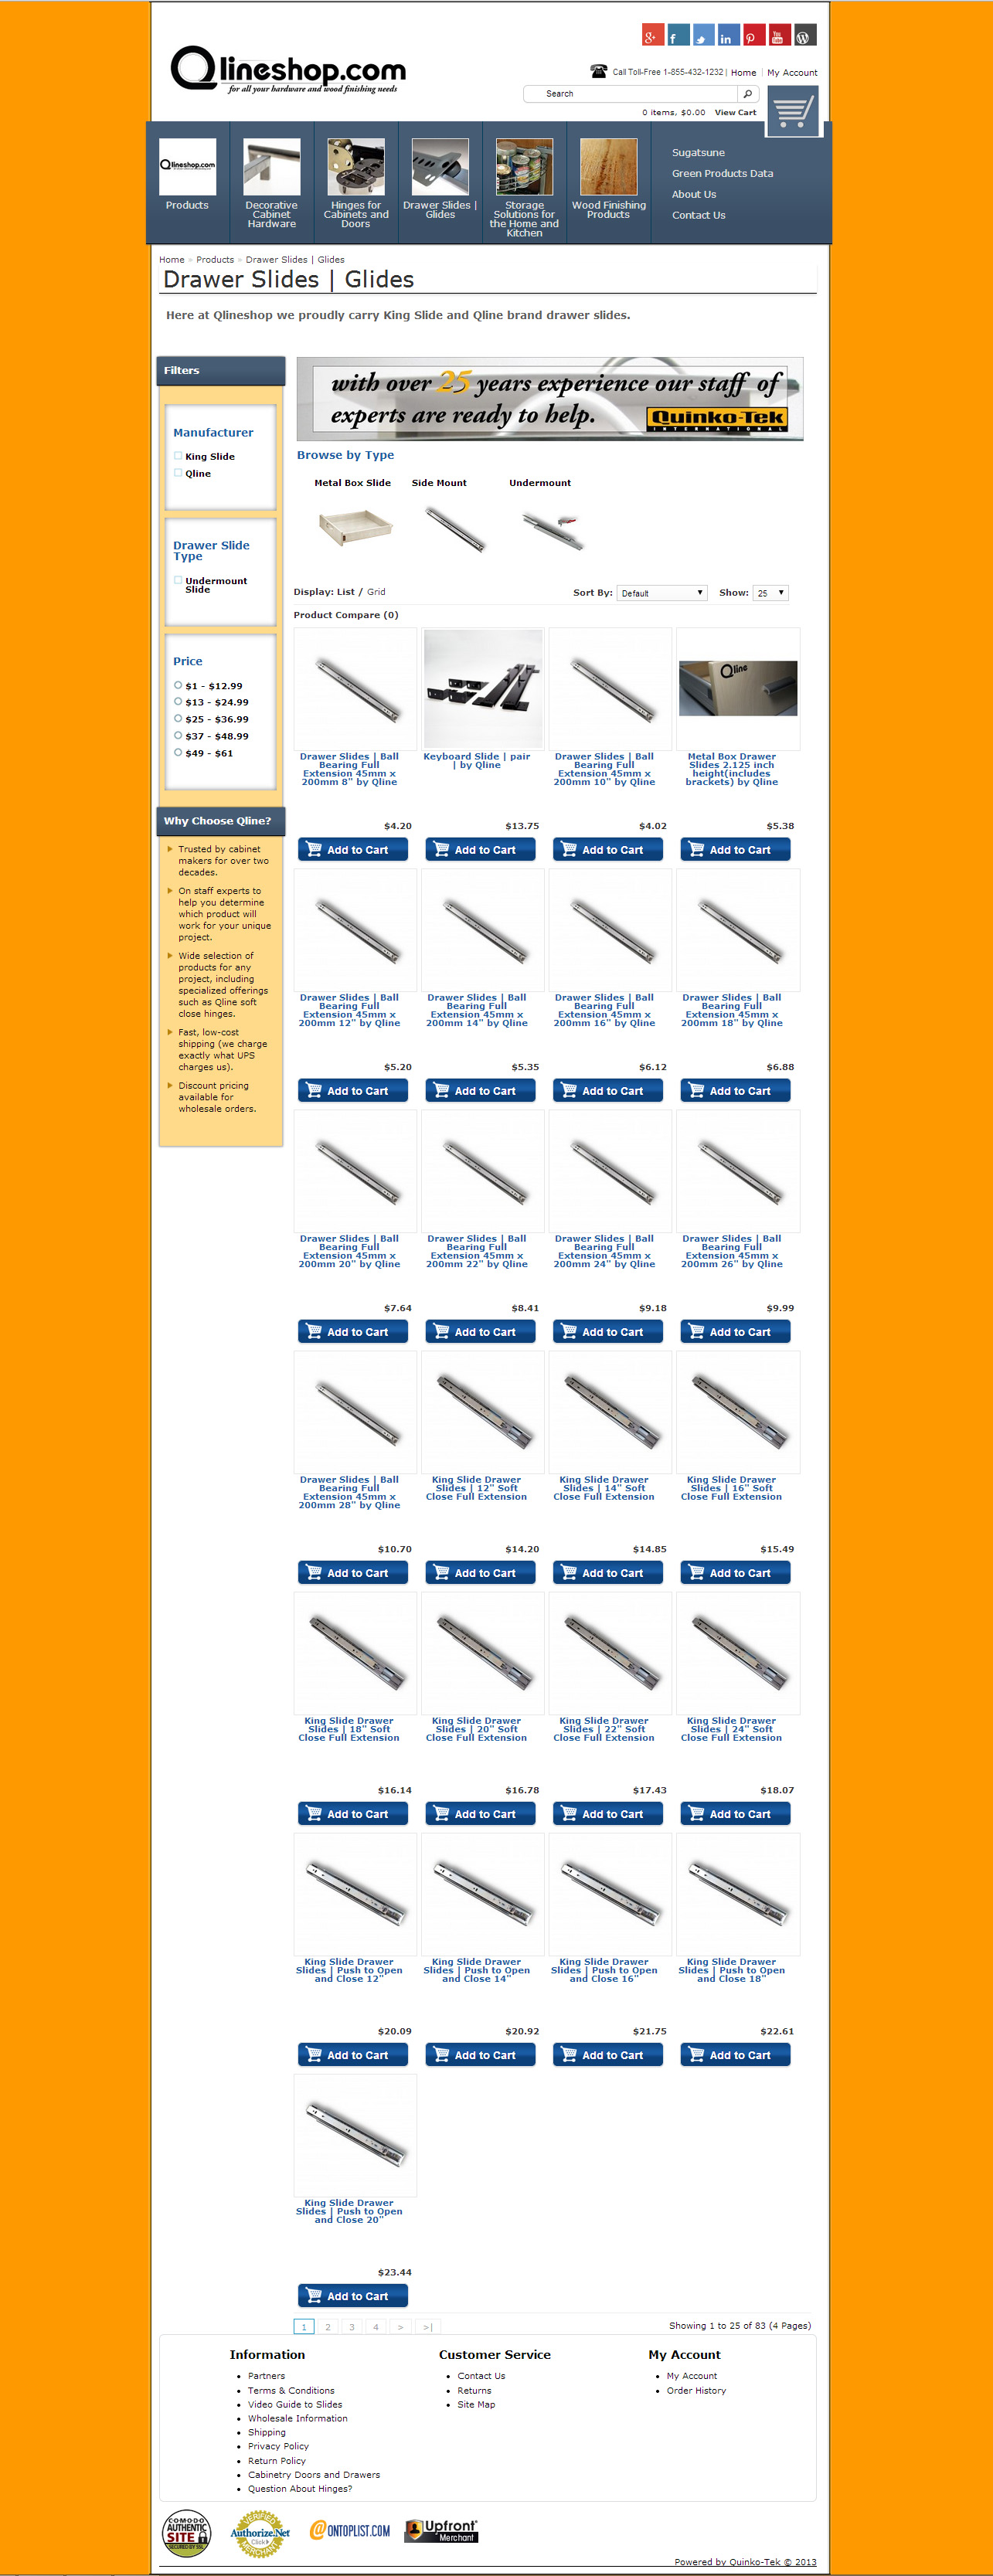 Qlineshop.com
for all your hardware and wood finishing needs
Call Toll-Free 1-855-432-1232 | Home | My Account
Search
0 items, $0.00 View Cart
Qlineshop.com
Products
Decorative
Cabinet
Hardware
Hinges for
Cabinets and
Doors
Drawer Slides |
Glides
Storage
Solutions for
the Home and
Kitchen
Wood Finishing
Products
Sugatsune
Green Products Data
About Us
Contact Us
Home » Products » Drawer Slides | Glides
Drawer Slides | Glides
Here at Qlineshop we proudly carry King Slide and Qline brand drawer slides.
Filters
Manufacturer
King Slide
Qline
Drawer Slide
Type
Undermount
Slide
Price
$1 - $12.99
$13 - $24.99
$25 - $36.99
$37 - $48.99
$49 - $61
Why Choose Qline?
Trusted by cabinet
makers for over two
decades.
On staff experts to
help you determine
which product will
work for your unique
project.
Wide selection of
products for any
project, including
specialized offerings
such as Qline soft
close hinges.
Fast, low-cost
shipping (we charge
exactly what UPS
charges us).
Discount pricing
available for
wholesale orders.
with over 25 years experience our staff of
experts are ready to help.
Quinko-Tek
INTERNATIONAL
Browse by Type
Metal Box Slide
Side Mount
Undermount
Display: List / Grid
Sort By: Default
Show: 25
Product Compare (0)
Qline
Drawer Slides | Ball
Bearing Full
Extension 45mm x
200mm 8" by Qline
$4.20
Add to Cart
Keyboard Slide | pair
| by Qline
$13.75
Add to Cart
Drawer Slides | Ball
Bearing Full
Extension 45mm x
200mm 10" by Qline
$4.02
Add to Cart
Metal Box Drawer
Slides 2.125 inch
height(includes
brackets) by Qline
$5.38
Add to Cart
Drawer Slides | Ball
Bearing Full
Extension 45mm x
200mm 12" by Qline
$5.20
Add to Cart
Drawer Slides | Ball
Bearing Full
Extension 45mm x
200mm 14" by Qline
$5.35
Add to Cart
Drawer Slides | Ball
Bearing Full
Extension 45mm x
200mm 16" by Qline
$6.12
Add to Cart
Drawer Slides | Ball
Bearing Full
Extension 45mm x
200mm 18" by Qline
$6.88
Add to Cart
Drawer Slides | Ball
Bearing Full
Extension 45mm x
200mm 20" by Qline
$7.64
Add to Cart
Drawer Slides | Ball
Bearing Full
Extension 45mm x
200mm 22" by Qline
$8.41
Add to Cart
Drawer Slides | Ball
Bearing Full
Extension 45mm x
200mm 24" by Qline
$9.18
Add to Cart
Drawer Slides | Ball
Bearing Full
Extension 45mm x
200mm 26" by Qline
$9.99
Add to Cart
Drawer Slides | Ball
Bearing Full
Extension 45mm x
200mm 28" by Qline
$10.70
Add to Cart
King Slide Drawer
Slides | 12" Soft
Close Full Extension
$14.20
Add to Cart
King Slide Drawer
Slides | 14" Soft
Close Full Extension
$14.85
Add to Cart
King Slide Drawer
Slides | 16" Soft
Close Full Extension
$15.49
Add to Cart
King Slide Drawer
Slides | 18" Soft
Close Full Extension
$16.14
Add to Cart
King Slide Drawer
Slides | 20" Soft
Close Full Extension
$16.78
Add to Cart
King Slide Drawer
Slides | 22" Soft
Close Full Extension
$17.43
Add to Cart
King Slide Drawer
Slides | 24" Soft
Close Full Extension
$18.07
Add to Cart
King Slide Drawer
Slides | Push to Open
and Close 12"
$20.09
Add to Cart
King Slide Drawer
Slides | Push to Open
and Close 14"
$20.92
Add to Cart
King Slide Drawer
Slides | Push to Open
and Close 16"
$21.75
Add to Cart
King Slide Drawer
Slides | Push to Open
and Close 18"
$22.61
Add to Cart
King Slide Drawer
Slides | Push to Open
and Close 20"
$23.44
Add to Cart
1 2 3 4 > >|
Showing 1 to 25 of 83 (4 Pages)
Information
Partners
Terms & Conditions
Video Guide to Slides
Wholesale Information
Shipping
Privacy Policy
Return Policy
Cabinetry Doors and Drawers
Question About Hinges?
Customer Service
Contact Us
Returns
Site Map
My Account
My Account
Order History
COMODO
AUTHENTIC
SITE
SECURED BY SSL
VERIFIED
Authorize.Net
Click
MERCHANT
@ONTOPLIST.COM
Upfront
Merchant
Powered by Quinko-Tek © 2013